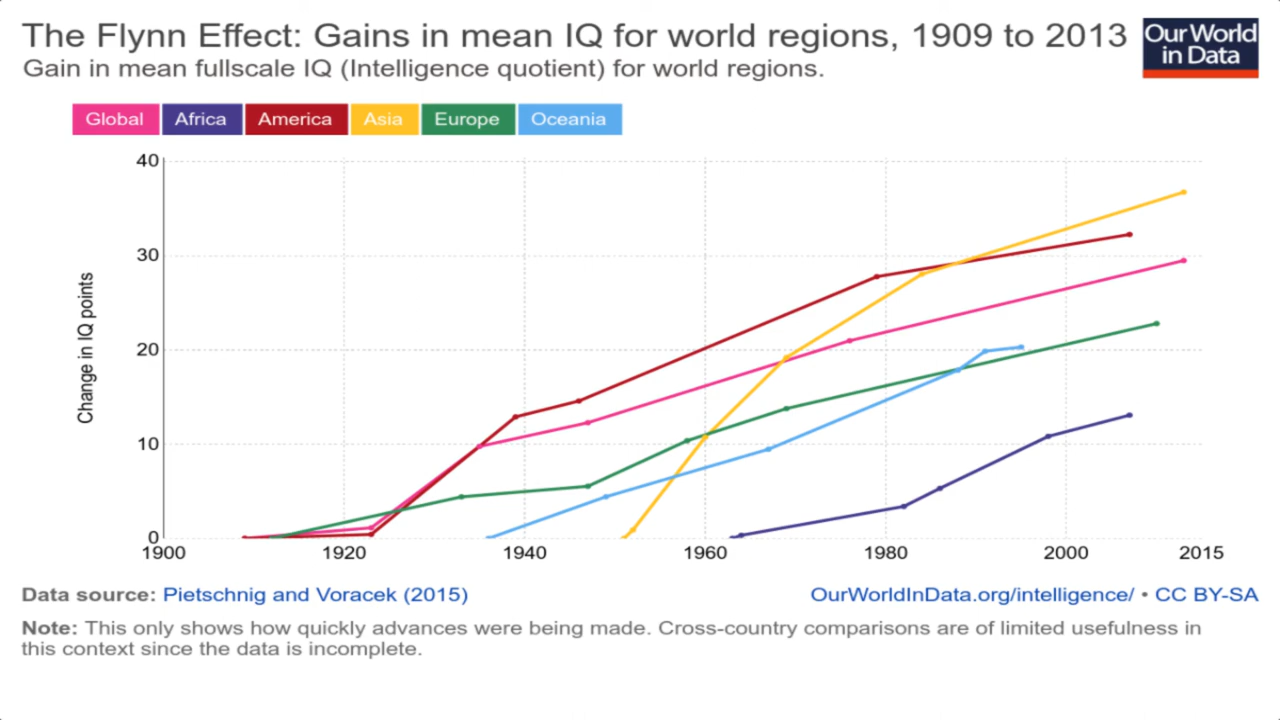 The Flynn Effect: Gains in mean IQ for world regions, 1909 to 2013
Our World
in Data
Gain in mean fullscale IQ (Intelligence quotient) for world regions.
Global Africa America Asia Europe Oceania
40
30
20
10
0
Change in IQ points
1900 1920 1940 1960 1980 2000 2015
Data source: Pietschnig and Voracek (2015)
OurWorldInData.org/intelligence/ • CC BY-SA
Note: This only shows how quickly advances were being made. Cross-country comparisons are of limited usefulness in
this context since the data is incomplete.